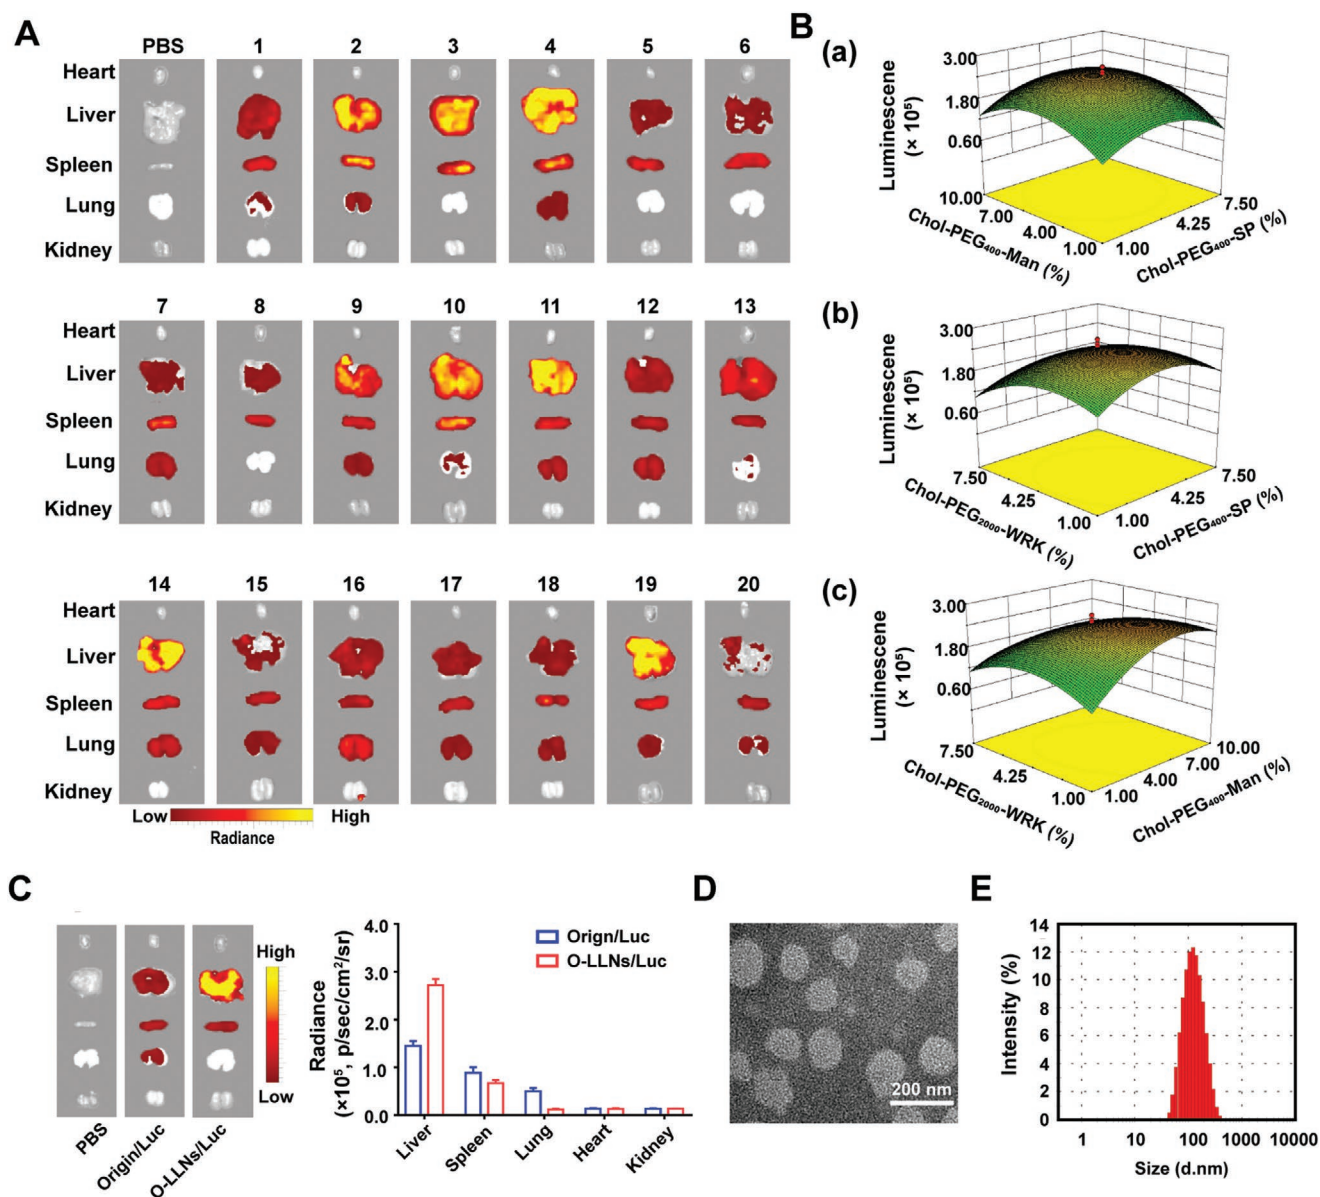 A
PBS 1 2 3 4 5 6
Heart
Liver
Spleen
Lung
Kidney
7 8 9 10 11 12 13
Heart
Liver
Spleen
Lung
Kidney
14 15 16 17 18 19 20
Heart
Liver
Spleen
Lung
Kidney
Low High
Radiance
B
(a)
Luminescene
(× 10⁵)
3.00
1.80
0.60
10.00
7.00
4.00
1.00
Chol-PEG₄₀₀-Man (%)
7.50
4.25
1.00
Chol-PEG₄₀₀-SP (%)
(b)
Luminescene
(× 10⁵)
3.00
1.80
0.60
7.50
4.25
1.00
Chol-PEG₂₀₀₀-WRK (%)
7.50
4.25
1.00
Chol-PEG₄₀₀-SP (%)
(c)
Luminescene
(× 10⁵)
3.00
1.80
0.60
7.50
4.25
1.00
Chol-PEG₂₀₀₀-WRK (%)
10.00
7.00
4.00
1.00
Chol-PEG₄₀₀-Man (%)
C
High
Low
PBS
Origin/Luc
O-LLNs/Luc
Radiance
(×10⁵, p/sec/cm²/sr)
4.0
3.0
2.0
1.0
0.0
Orign/Luc
O-LLNs/Luc
Liver
Spleen
Lung
Heart
Kidney
D
200 nm
E
Intensity (%)
14
12
10
8
6
4
2
0
1 10 100 1000 10000
Size (d.nm)